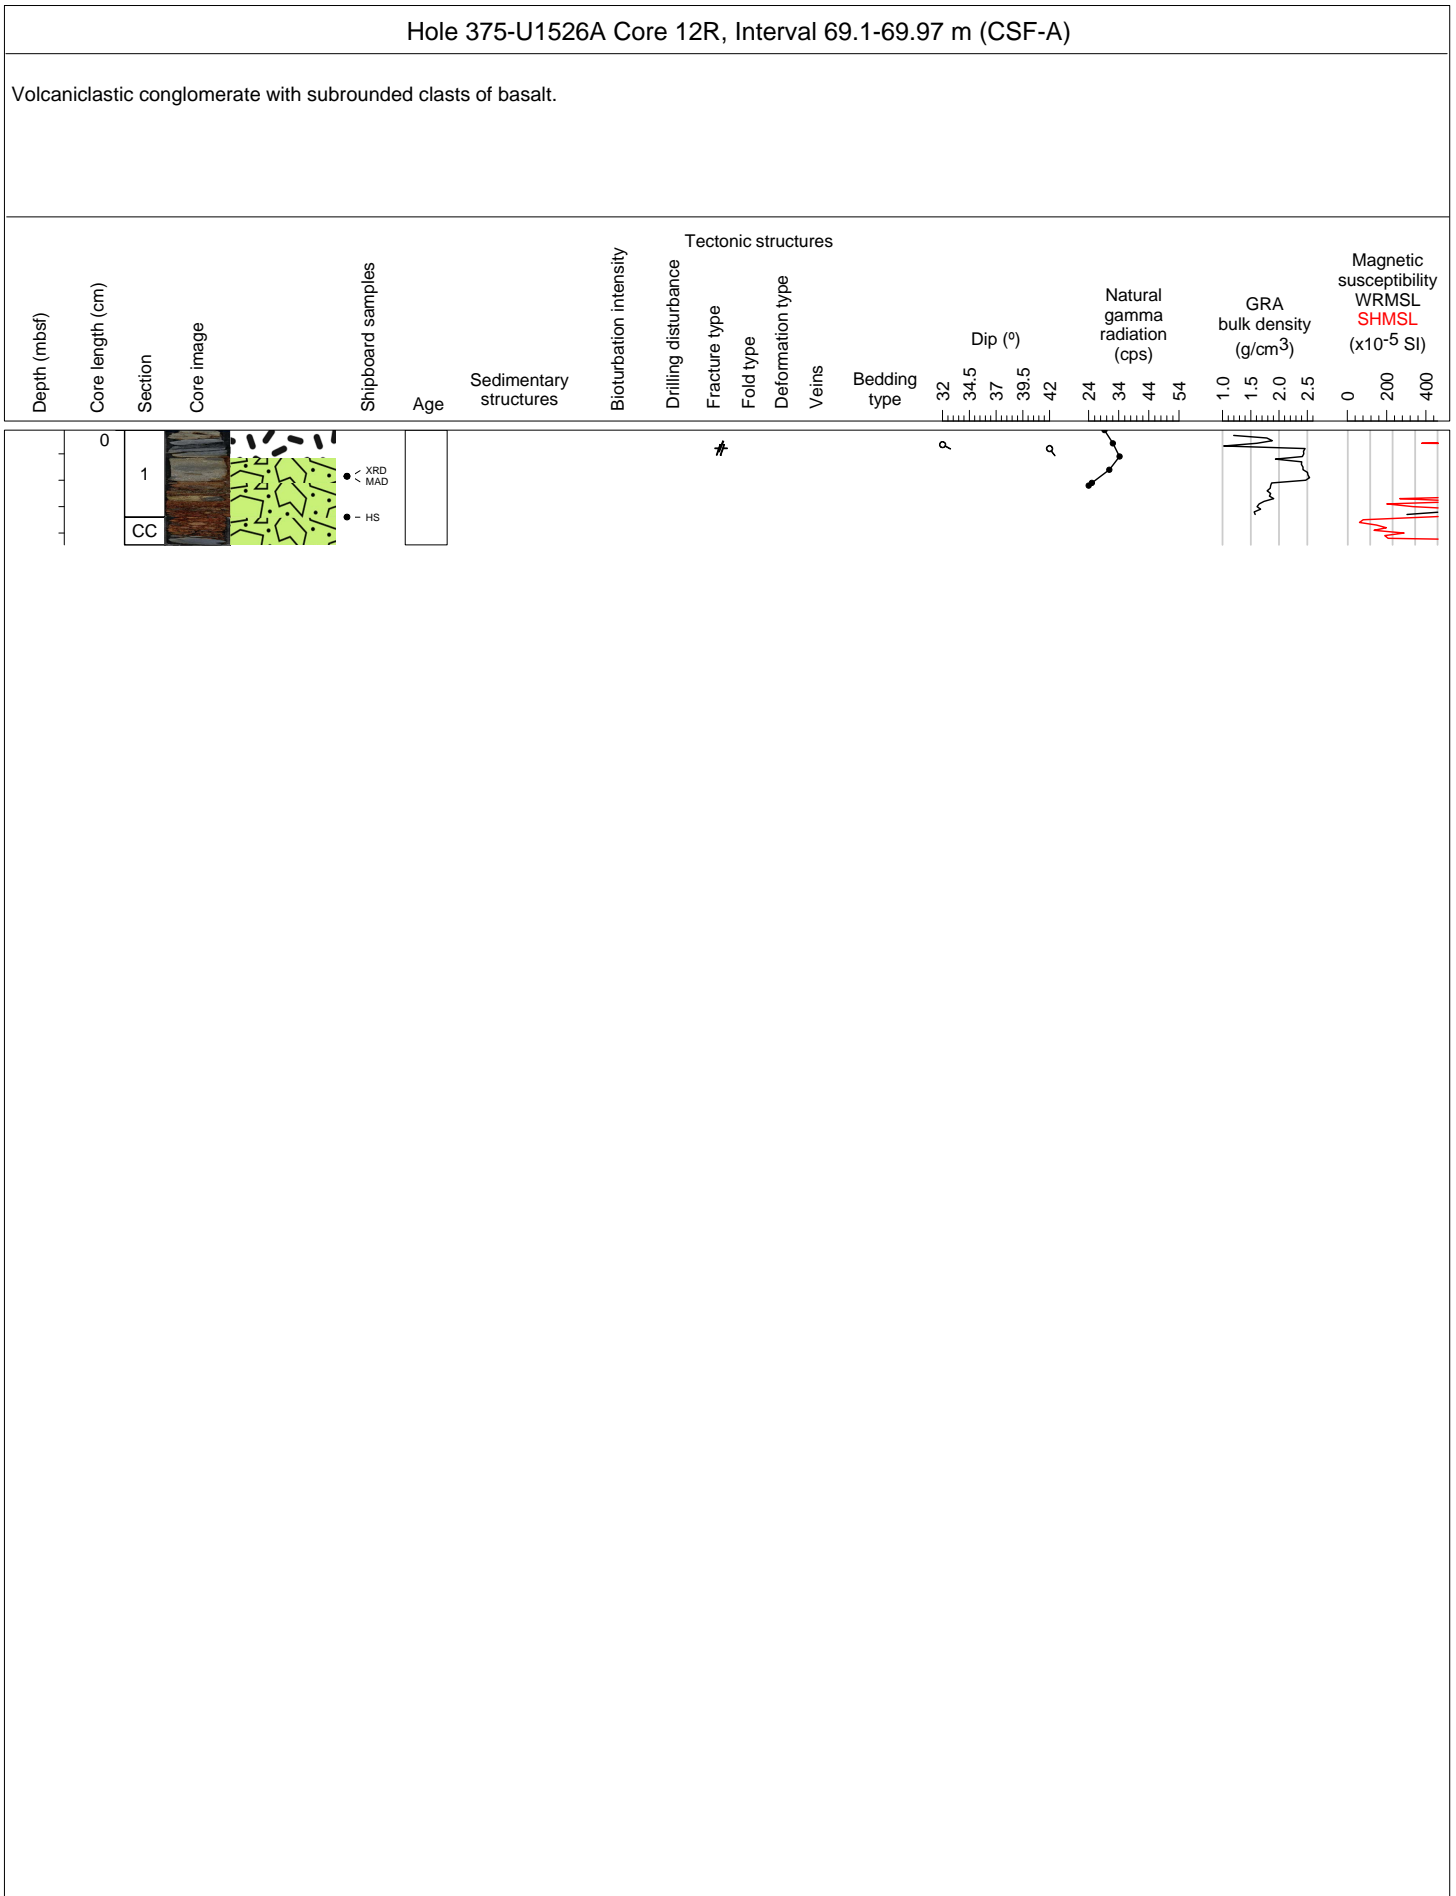 Hole 375-U1526A Core 12R, Interval 69.1-69.97 m (CSF-A)
Volcaniclastic conglomerate with subrounded clasts of basalt.
Depth (mbsf)
Core length (cm)
Section
Core image
Shipboard samples
Age
Sedimentary
structures
Bioturbation intensity
Drilling disturbance
Tectonic structures
Fracture type
Fold type
Deformation type
Veins
Bedding
type
Dip (º)
32 34.5 37 39.5 42
Natural
gamma
radiation
(cps)
24 34 44 54
GRA
bulk density
(g/cm3)
1.0 1.5 2.0 2.5
Magnetic
susceptibility
WRMSL
SHMSL
(x10-5 SI)
0 200 400
0
1
CC
XRD
MAD
HS